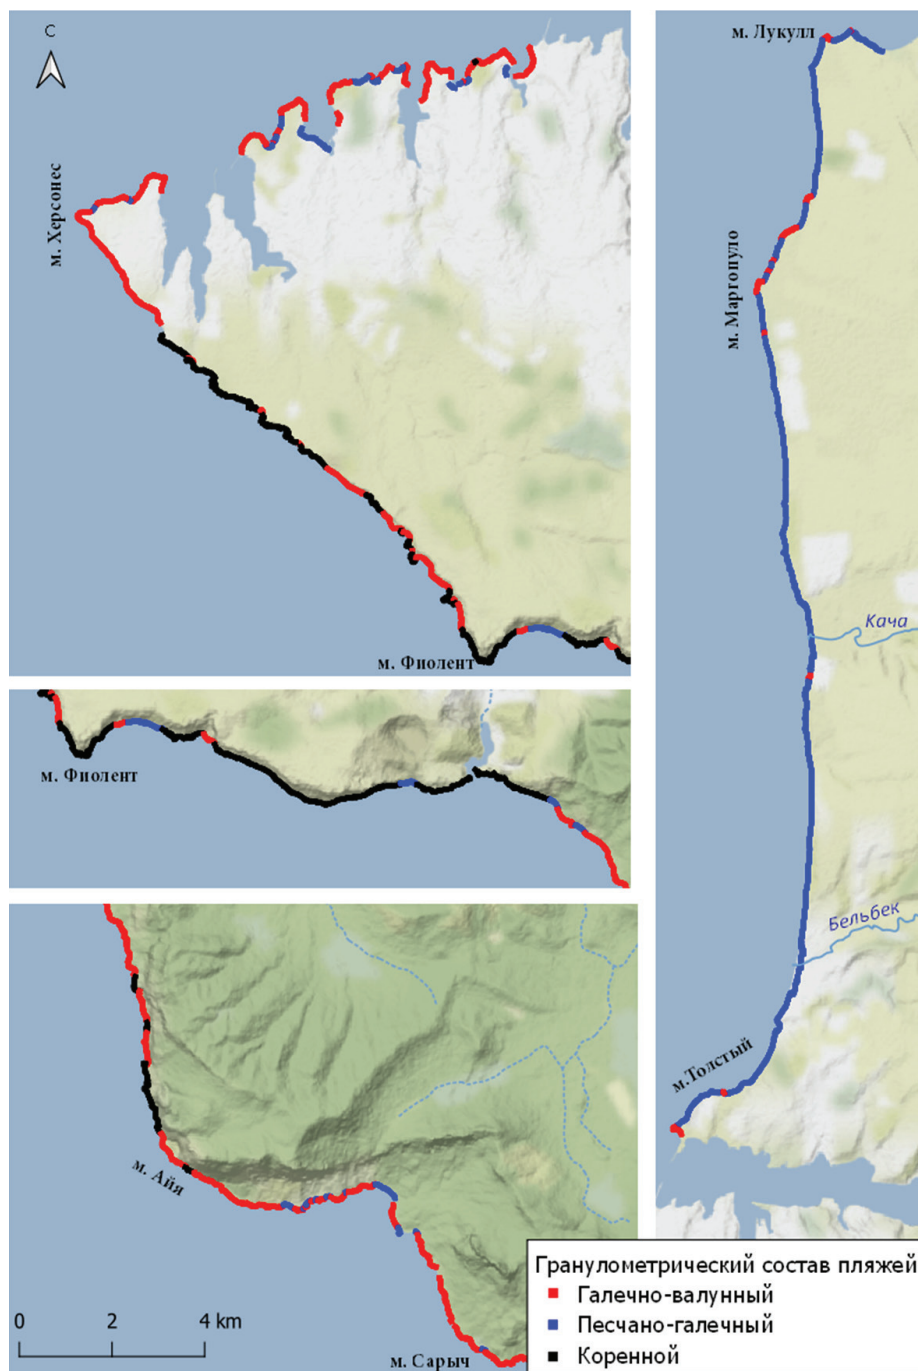 С
м. Херсонес
м. Фиолент
м. Фиолент
м. Айя
м. Сарыч
0 2 4 km
м. Лукулл
м. Маргопуло
Кача
Бельбек
м.Толстый
Гранулометрический состав пляжей
Галечно-валунный
Песчано-галечный
Коренной